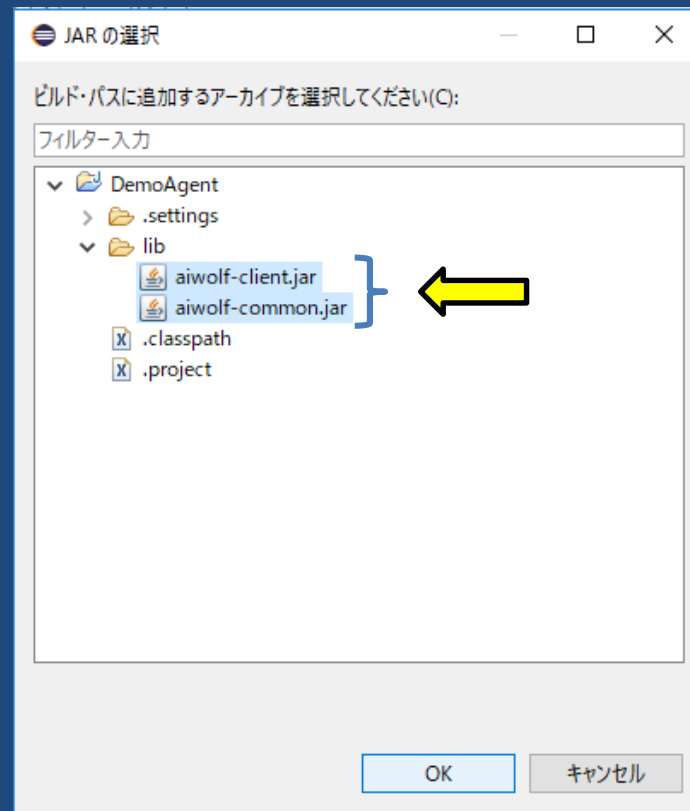 JAR の選択
ビルド・パスに追加するアーカイブを選択してください(C):
フィルター入力
DemoAgent
.settings
lib
aiwolf-client.jar
aiwolf-common.jar
.classpath
.project
OK
キャンセル